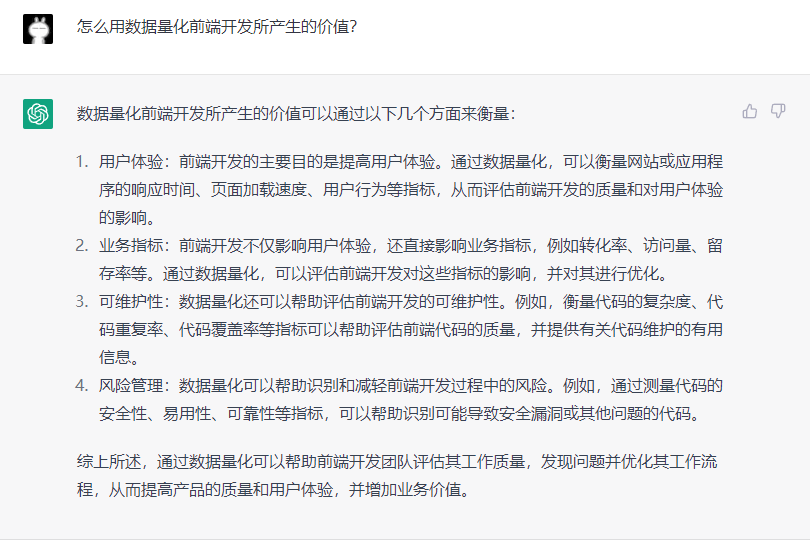 怎么用数据量化前端开发所产生的价值?
数据量化前端开发所产生的价值可以通过以下几个方面来衡量:
1. 用户体验：前端开发的主要目的是提高用户体验。通过数据量化，可以衡量网站或应用程
序的响应时间、页面加载速度、用户行为等指标，从而评估前端开发的质量和对用户体验
的影响。
2. 业务指标：前端开发不仅影响用户体验，还直接影响业务指标，例如转化率、访问量、留
存率等。通过数据量化，可以评估前端开发对这些指标的影响，并对其进行优化。
3. 可维护性：数据量化还可以帮助评估前端开发的可维护性。例如，衡量代码的复杂度、代
码重复率、代码覆盖率等指标可以帮助评估前端代码的质量，并提供有关代码维护的有用
信息。
4. 风险管理：数据量化可以帮助识别和减轻前端开发过程中的风险。例如，通过测量代码的
安全性、易用性、可靠性等指标，可以帮助识别可能导致安全漏洞或其他问题的代码。
综上所述，通过数据量化可以帮助前端开发团队评估其工作质量，发现问题并优化其工作流
程，从而提高产品的质量和用户体验，并增加业务价值。